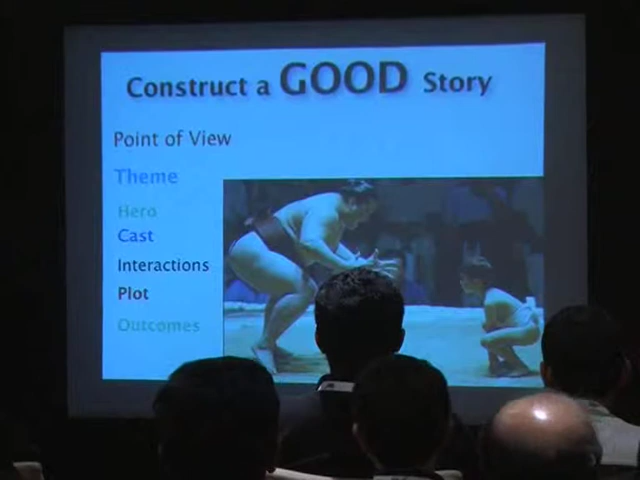 Construct a GOOD Story
Point of View
Theme
Hero
Cast
Interactions
Plot
Outcomes